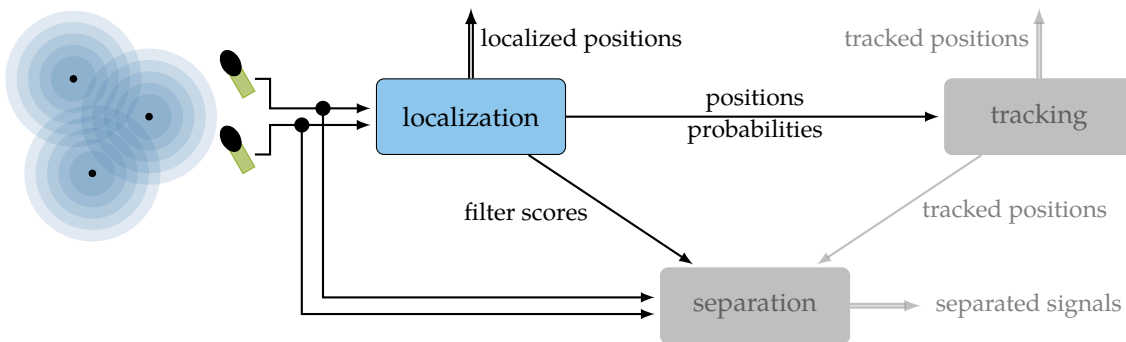 localized positions
tracked positions
localization
positions
probabilities
tracking
filter scores
tracked positions
separation
separated signals